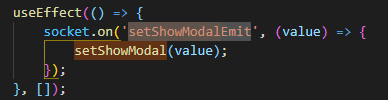 useEffect(() => {
    socket.on('setShowModalEmit', (value) => {
        setShowModal(value);
    });
}, []);